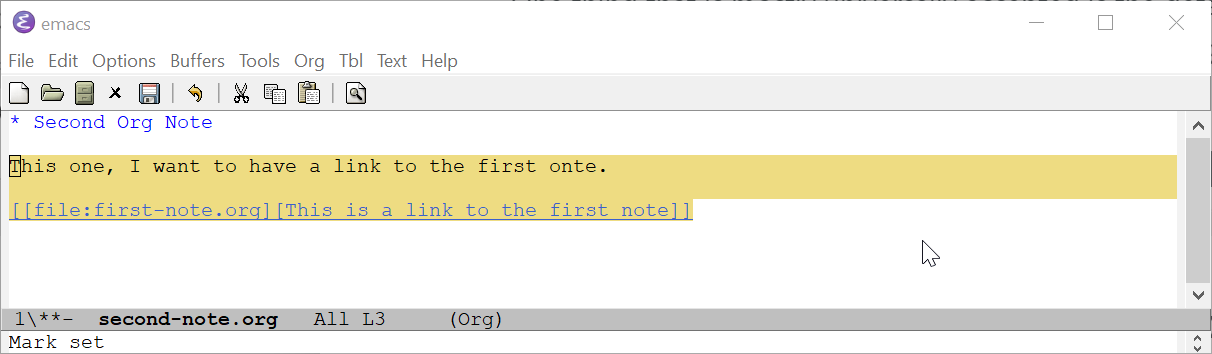 emacs
File Edit Options Buffers Tools Org Tbl Text Help
* Second Org Note
This one, I want to have a link to the first onte.
[[file:first-note.org][This is a link to the first note]]
1\**- second-note.org All L3 (Org)
Mark set